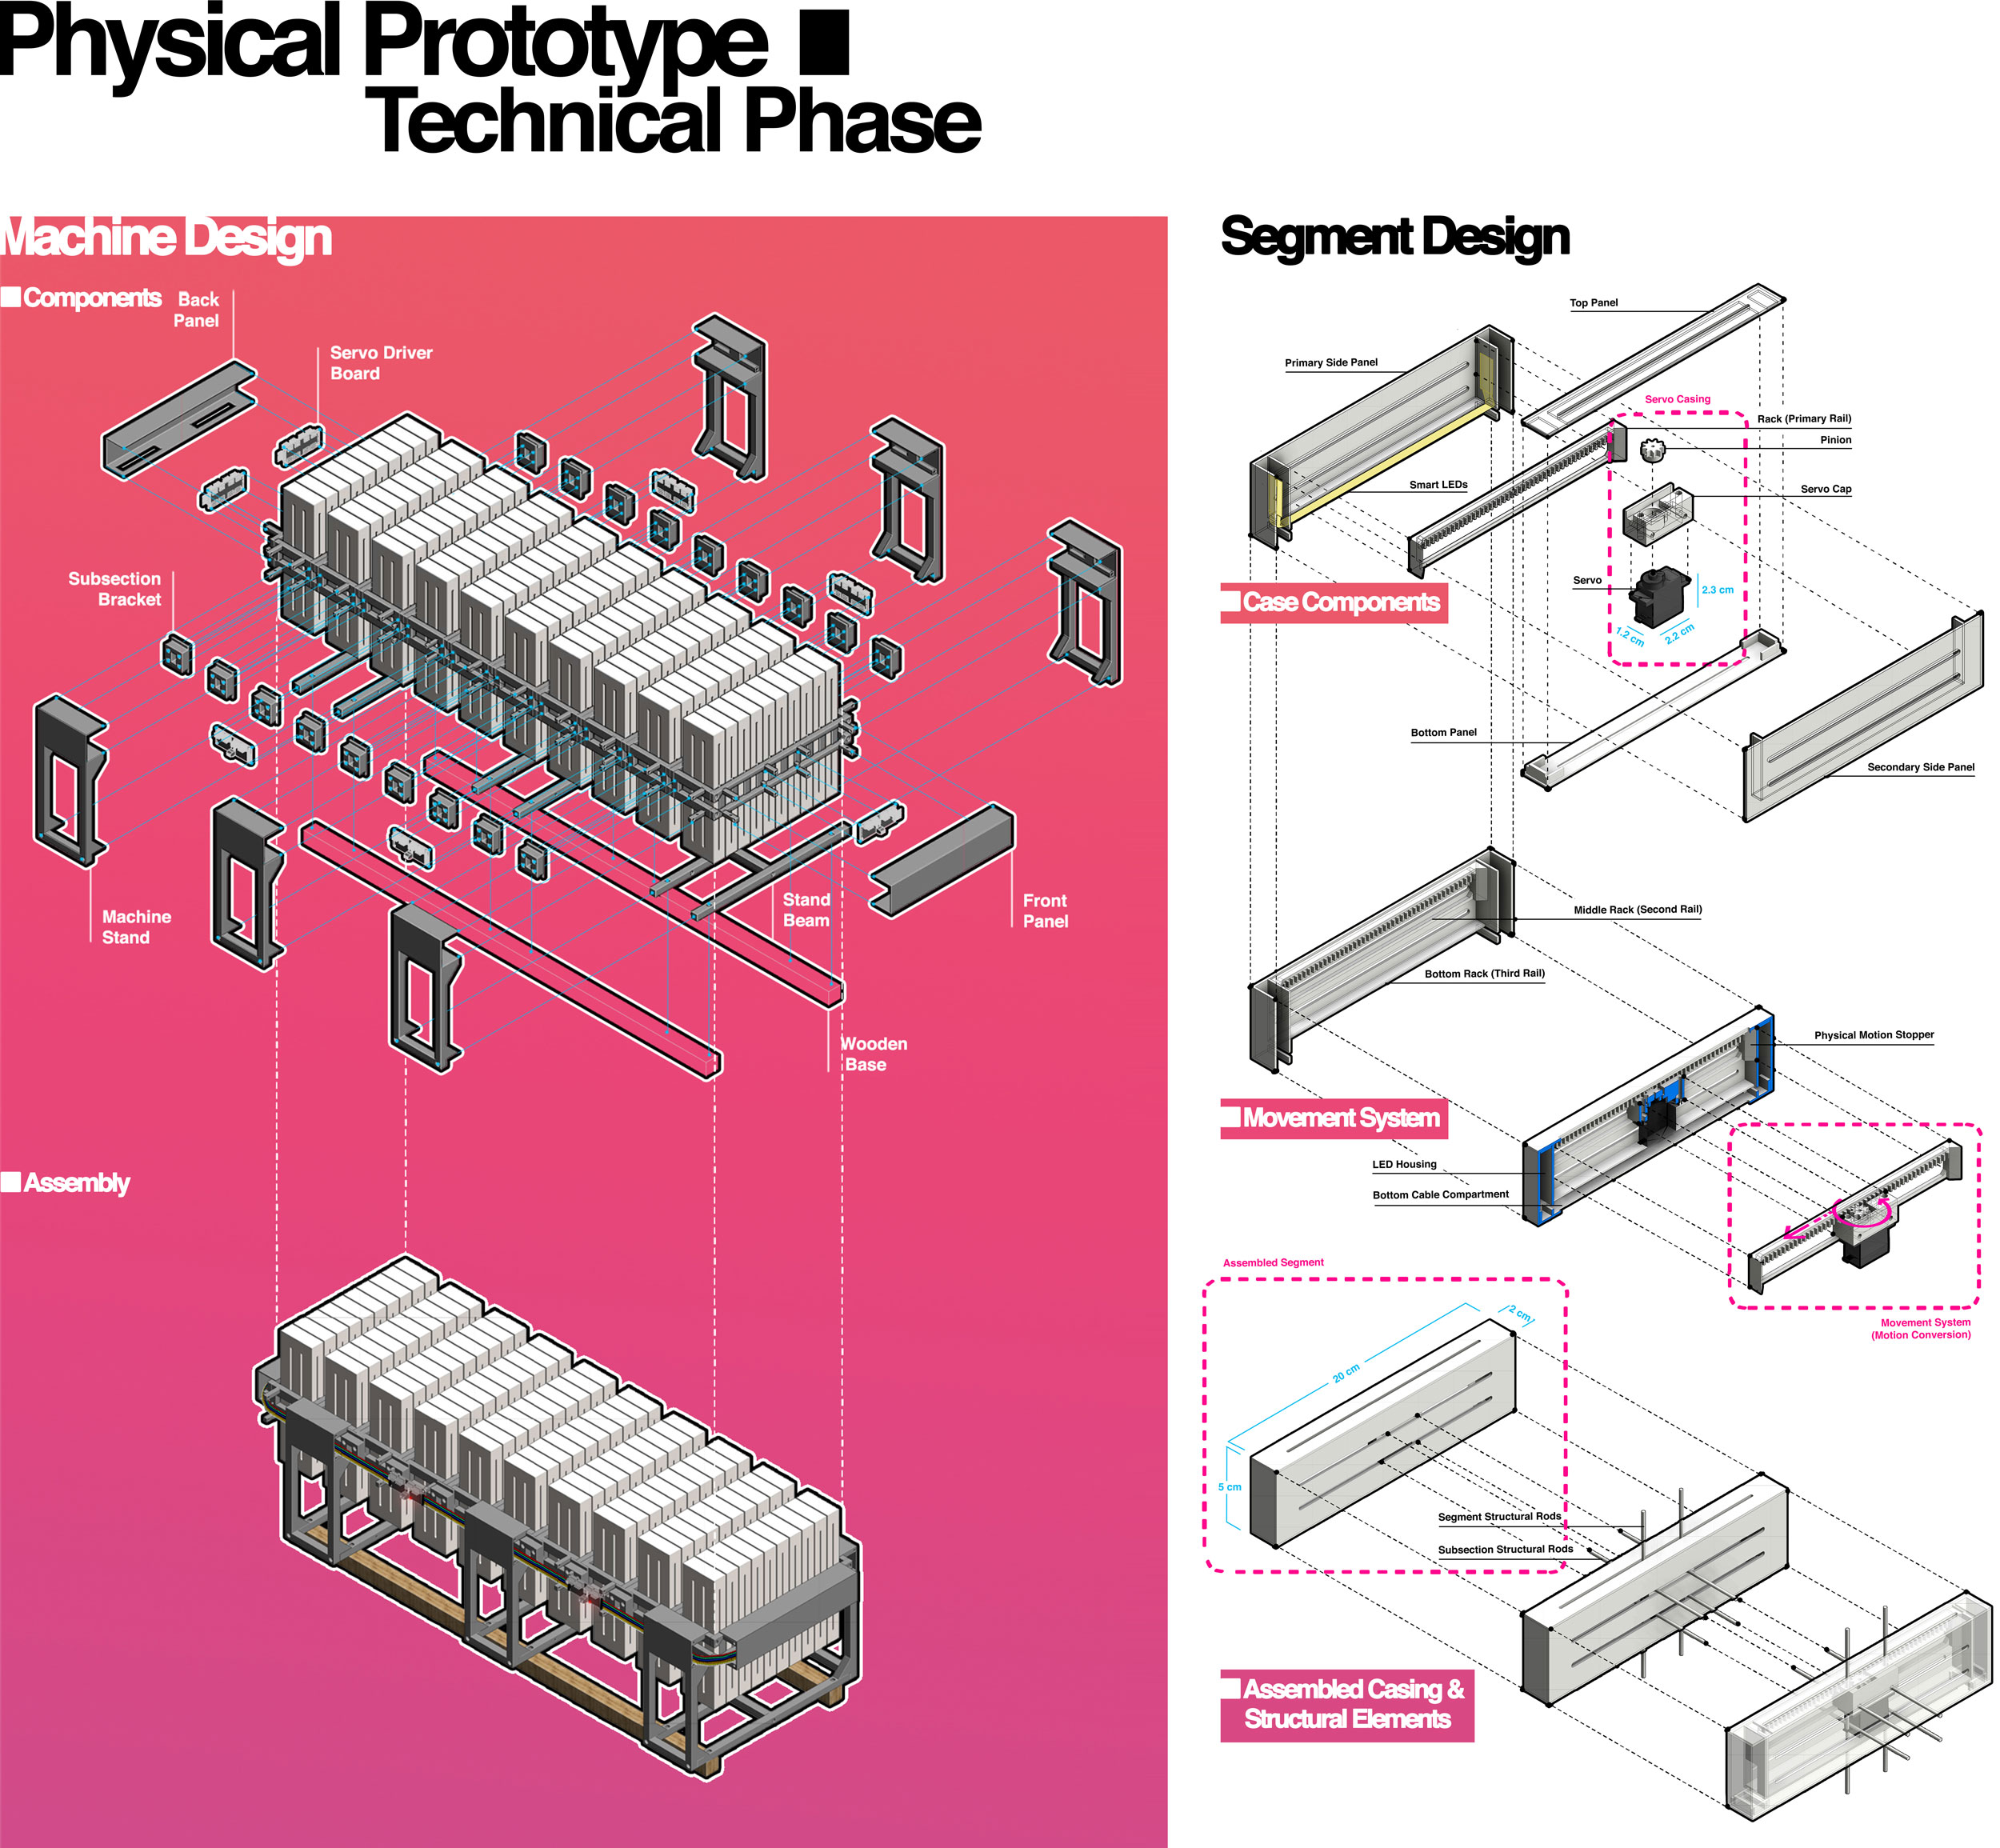 Physical Prototype
Technical Phase
Machine Design
Components
Back
Panel
Servo Driver
Board
Subsection
Bracket
Machine
Stand
Stand
Beam
Front
Panel
Wooden
Base
Assembly
Segment Design
Top Panel
Primary Side Panel
Servo Casing
Rack (Primary Rail)
Pinion
Smart LEDs
Servo Cap
Servo
2.3 cm
1.2 cm
2.2 cm
Case Components
Bottom Panel
Secondary Side Panel
Middle Rack (Second Rail)
Bottom Rack (Third Rail)
Physical Motion Stopper
Movement System
LED Housing
Bottom Cable Compartment
Assembled Segment
Movement System
(Motion Conversion)
2 cm
20 cm
5 cm
Segment Structural Rods
Subsection Structural Rods
Assembled Casing &
Structural Elements